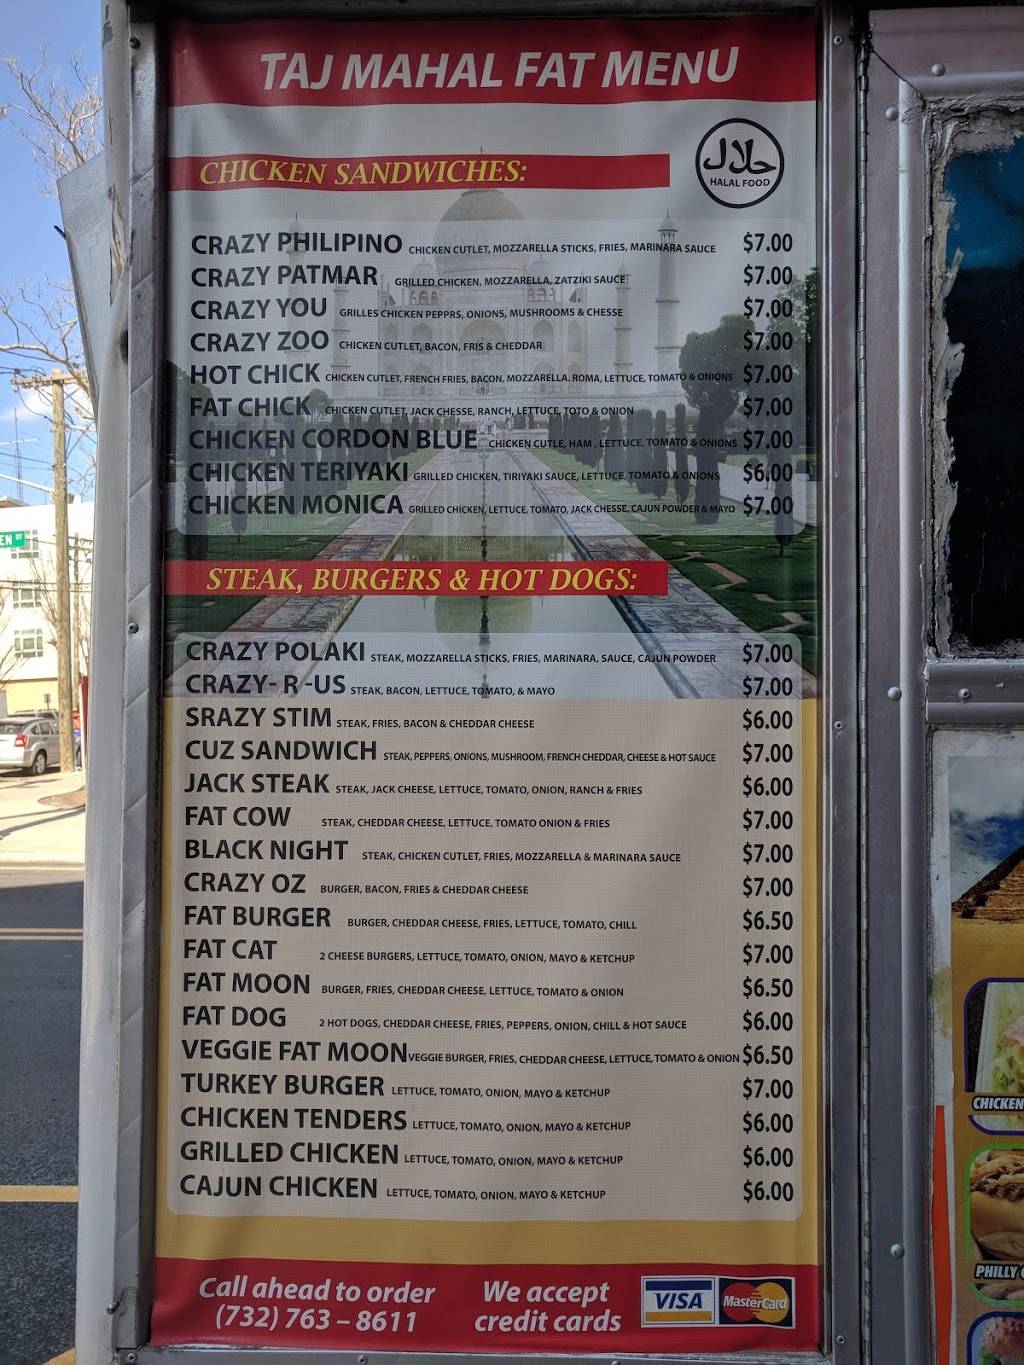 TAJ MAHAL FAT MENU
حلال
HALAL FOOD
CHICKEN SANDWICHES:
CRAZY PHILIPINO CHICKEN CUTLET, MOZZARELLA STICKS, FRIES, MARINARA SAUCE $7.00
CRAZY PATMAR GRILLED CHICKEN, MOZZARELLA, ZATZIKI SAUCE $7.00
CRAZY YOU GRILLES CHICKEN PEPPRS, ONIONS, MUSHROOMS & CHESSE $7.00
CRAZY ZOO CHICKEN CUTLET, BACON, FRIS & CHEDDAR $7.00
HOT CHICK CHICKEN CUTLET, FRENCH FRIES, BACON, MOZZARELLA. ROMA, LETTUCE, TOMATO & ONIONS $7.00
FAT CHICK CHICKEN CUTLET, JACK CHESSE, RANCH, LETTUCE, TOTO & ONION $7.00
CHICKEN CORDON BLUE CHICKEN CUTLE, HAM , LETTUCE, TOMATO & ONIONS $7.00
CHICKEN TERIYAKI GRILLED CHICKEN, TIRIYAKI SAUCE, LETTUCE, TOMATO & ONIONS $6.00
CHICKEN MONICA GRILLED CHICKEN, LETTUCE, TOMATO, JACK CHESSE, CAJUN POWDER & MAYO $7.00
STEAK, BURGERS & HOT DOGS:
CRAZY POLAKI STEAK, MOZZARELLA STICKS, FRIES, MARINARA, SAUCE, CAJUN POWDER $7.00
CRAZY- R -US STEAK, BACON, LETTUCE, TOMATO, & MAYO $7.00
SRAZY STIM STEAK, FRIES, BACON & CHEDDAR CHEESE $6.00
CUZ SANDWICH STEAK, PEPPERS, ONIONS, MUSHROOM, FRENCH CHEDDAR, CHEESE & HOT SAUCE $7.00
JACK STEAK STEAK, JACK CHEESE, LETTUCE, TOMATO, ONION, RANCH & FRIES $6.00
FAT COW STEAK, CHEDDAR CHEESE, LETTUCE, TOMATO ONION & FRIES $7.00
BLACK NIGHT STEAK, CHICKEN CUTLET, FRIES, MOZZARELLA & MARINARA SAUCE $7.00
CRAZY OZ BURGER, BACON, FRIES & CHEDDAR CHEESE $7.00
FAT BURGER BURGER, CHEDDAR CHEESE, FRIES, LETTUCE, TOMATO, CHILL $6.50
FAT CAT 2 CHEESE BURGERS, LETTUCE, TOMATO, ONION, MAYO & KETCHUP $7.00
FAT MOON BURGER, FRIES, CHEDDAR CHEESE, LETTUCE, TOMATO & ONION $6.50
FAT DOG 2 HOT DOGS, CHEDDAR CHEESE, FRIES, PEPPERS, ONION, CHILL & HOT SAUCE $6.00
VEGGIE FAT MOON VEGGIE BURGER, FRIES, CHEDDAR CHEESE, LETTUCE, TOMATO & ONION $6.50
TURKEY BURGER LETTUCE, TOMATO, ONION, MAYO & KETCHUP $7.00
CHICKEN TENDERS LETTUCE, TOMATO, ONION, MAYO & KETCHUP $6.00
GRILLED CHICKEN LETTUCE, TOMATO, ONION, MAYO & KETCHUP $6.00
CAJUN CHICKEN LETTUCE, TOMATO, ONION, MAYO & KETCHUP $6.00
Call ahead to order
(732) 763 – 8611
We accept
credit cards
VISA
MasterCard
EN ST
CHICKEN
PHILLY